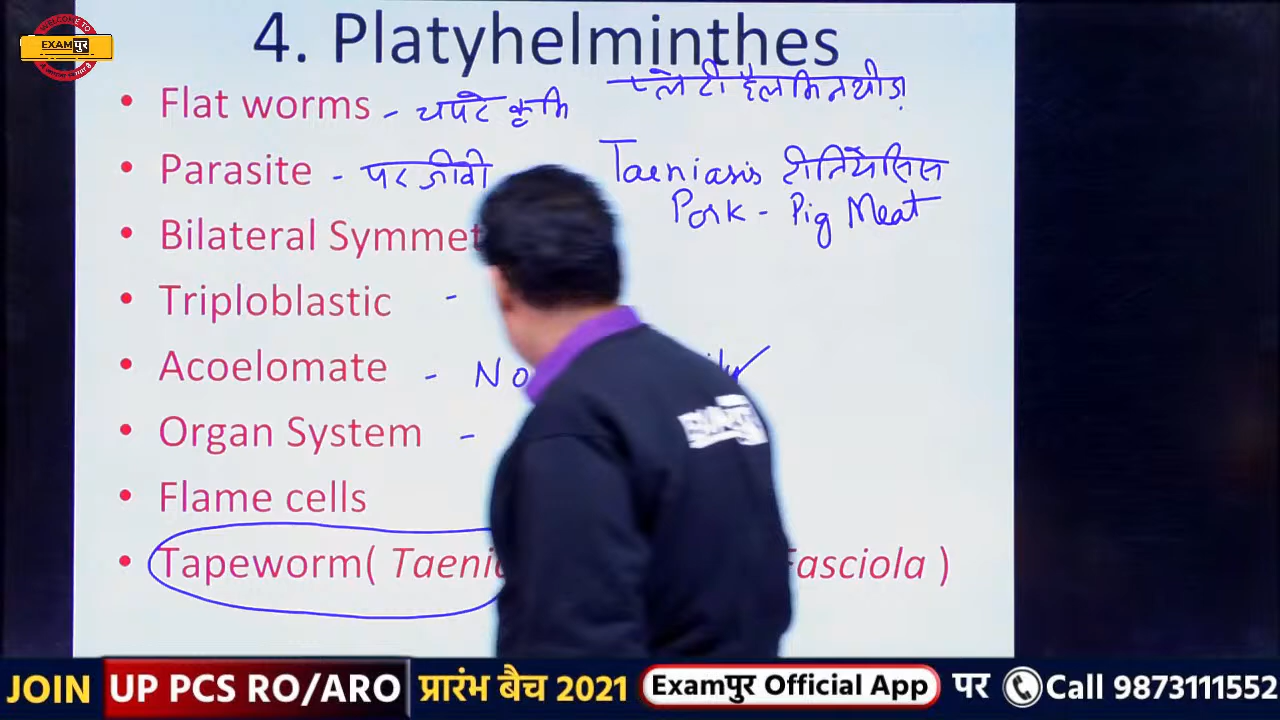 WELCOME TO
EXAMपुर
4. Platyhelminthes
प्लेटीहैलमिनथीज़
• Flat worms - चपटे कृमि
• Parasite - परजीवी
Taeniasis टीनियेसिस
Pork - Pig Meat
• Bilateral Symmet
• Triploblastic -
• Acoelomate - No
• Organ System -
• Flame cells
• Tapeworm( Taeni Fasciola )
JOIN UP PCS RO/ARO प्रारंभ बैच 2021 Examपुर Official App पर Call 9873111552